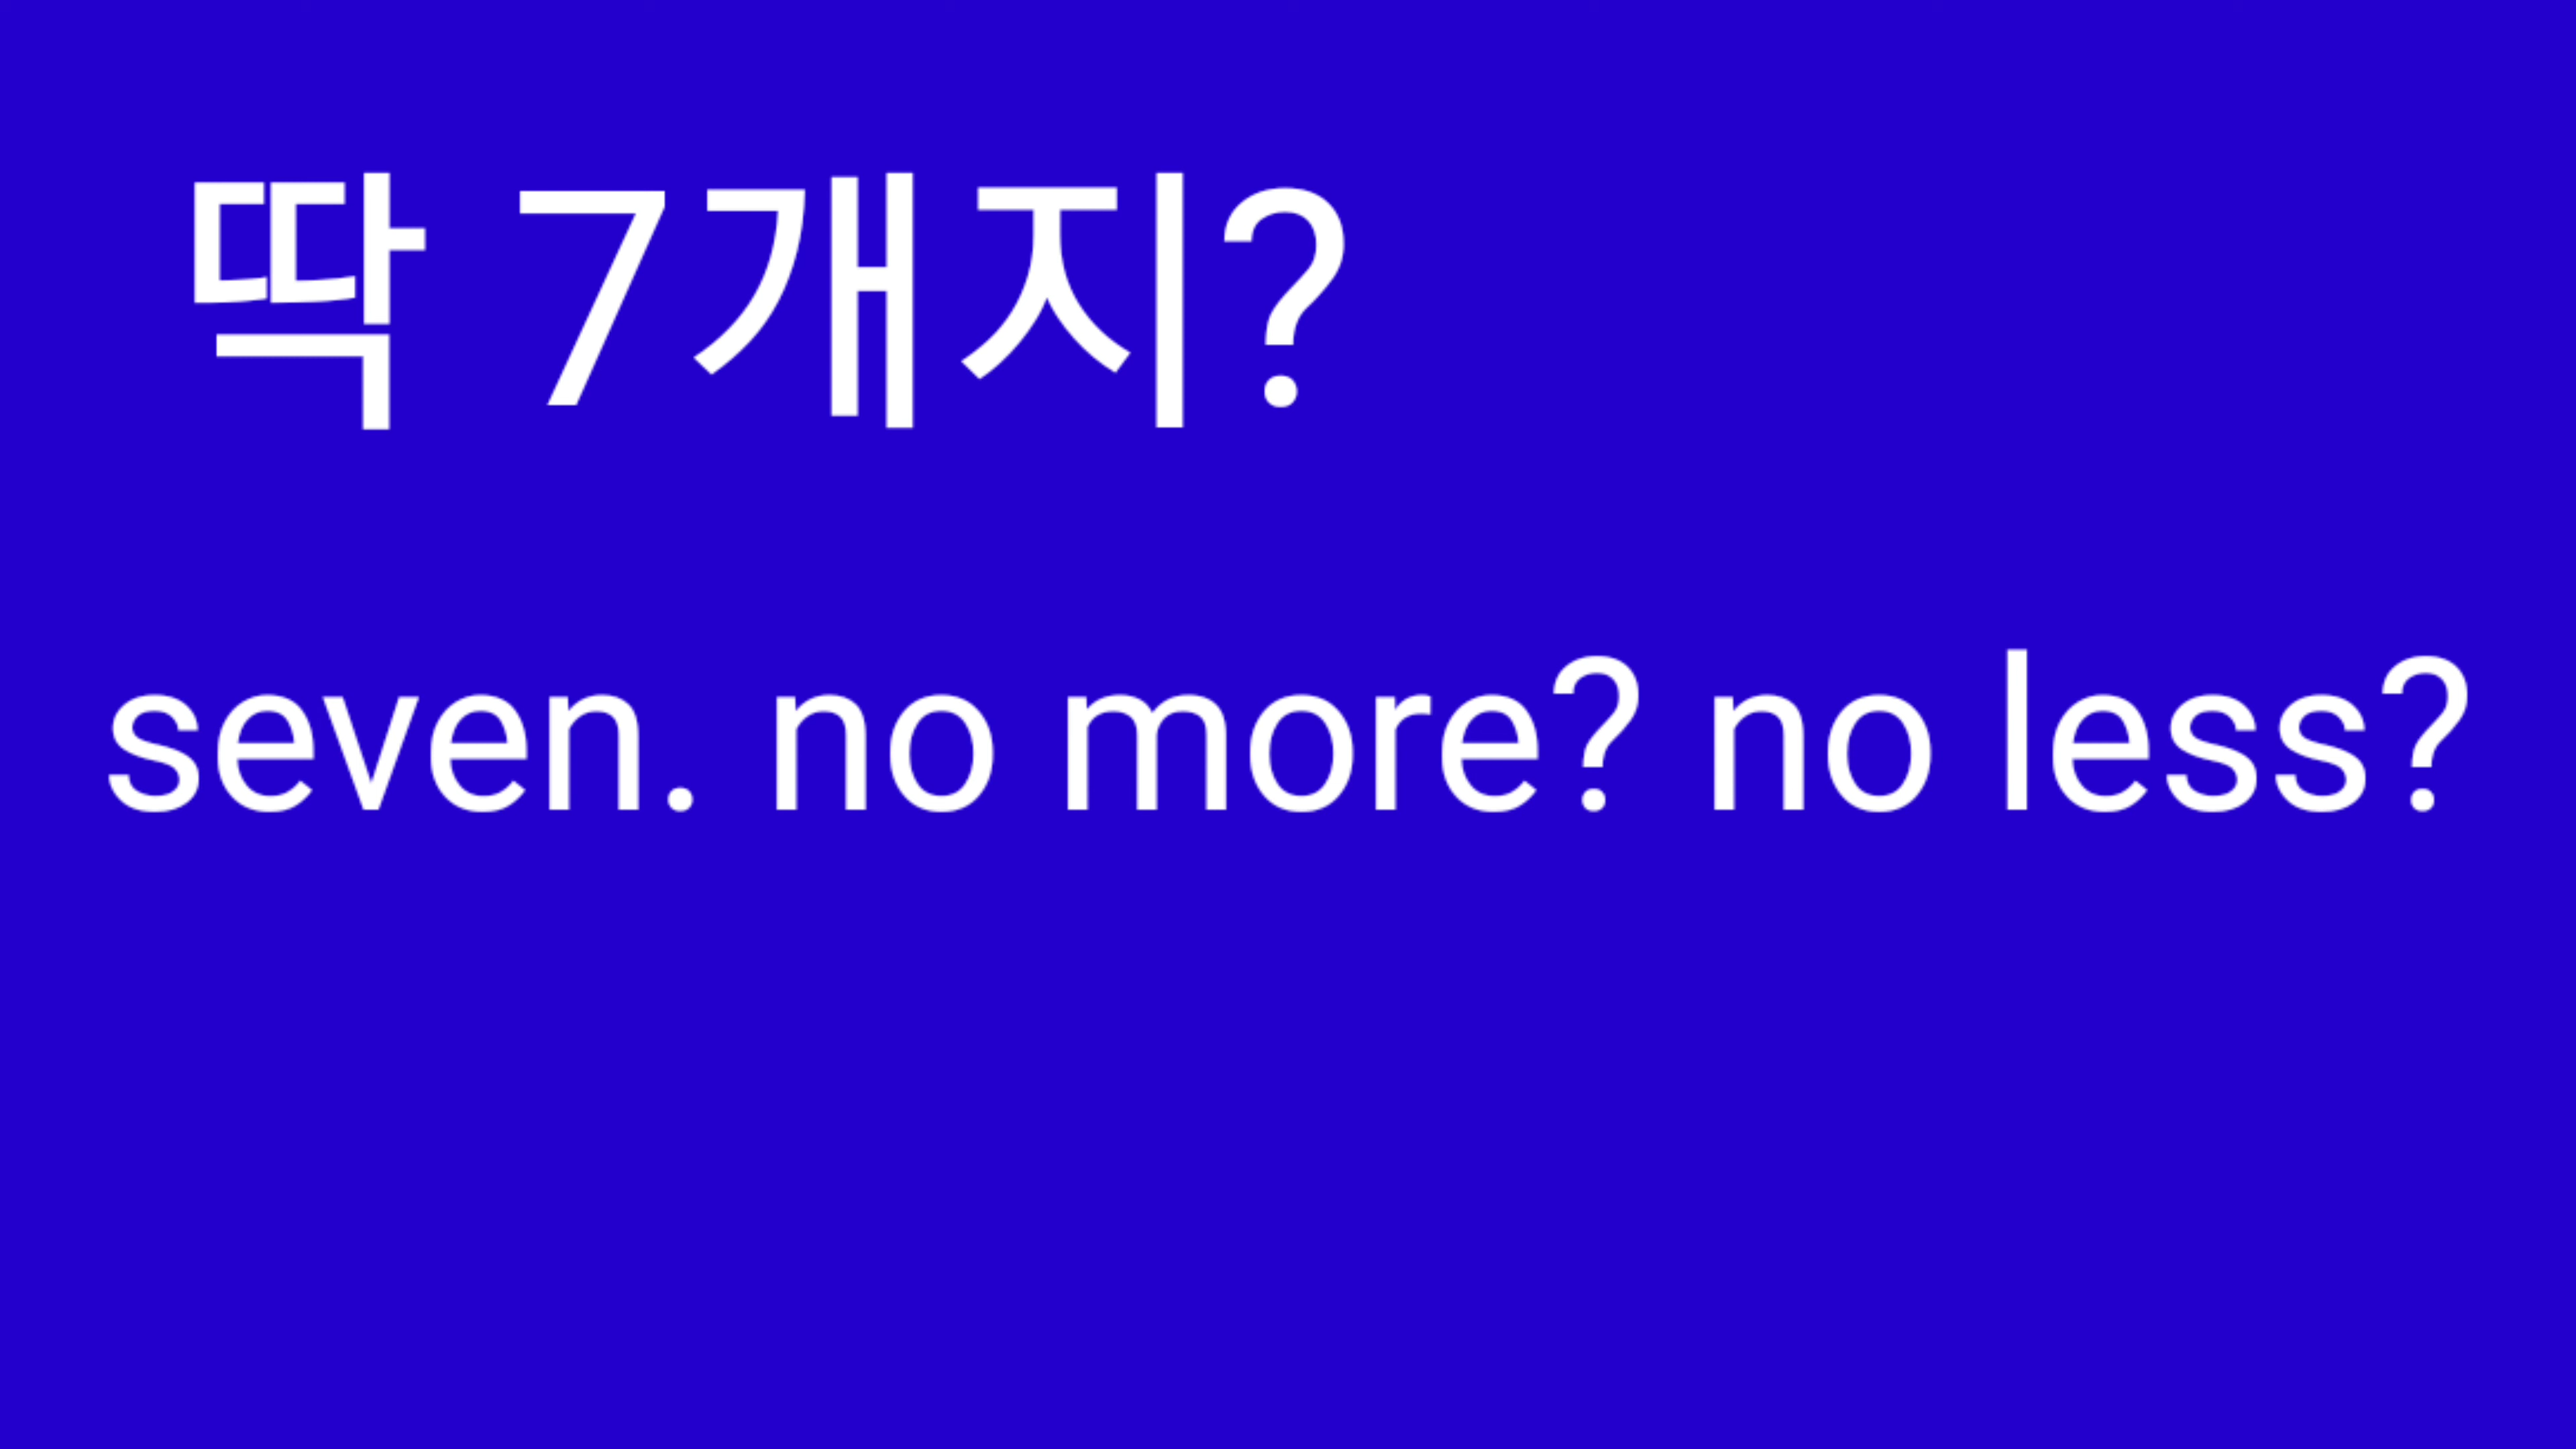 딱 7개지?
seven. no more? no less?